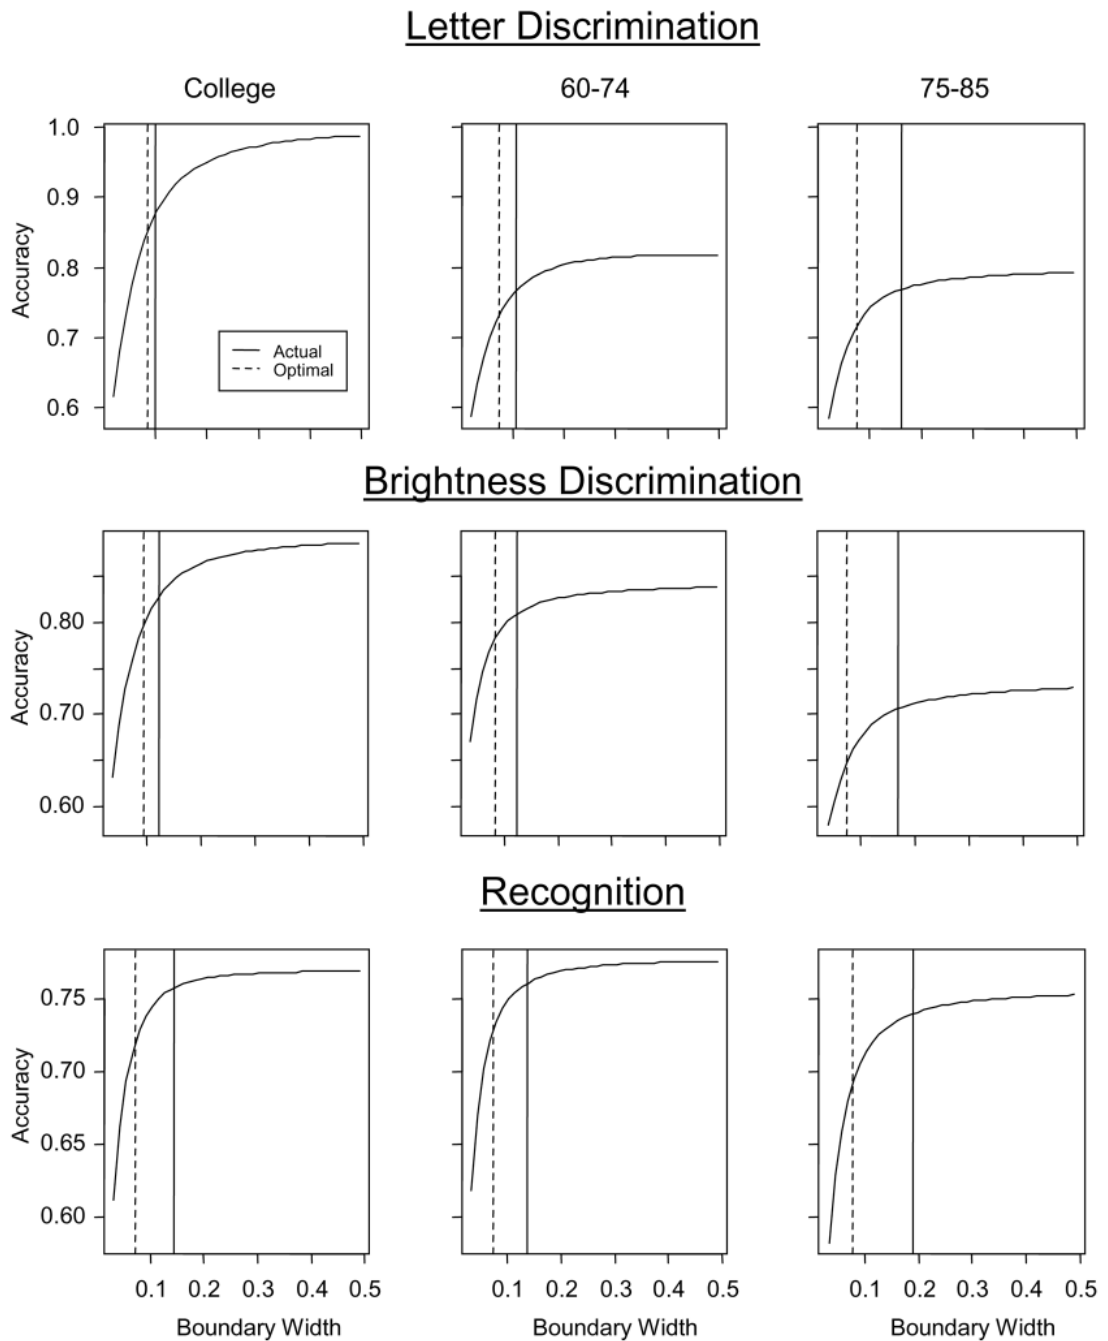 Letter Discrimination
College 60-74 75-85
1.0
0.9
0.8
0.7
0.6
Accuracy
Actual
Optimal
Brightness Discrimination
0.80
0.70
0.60
Accuracy
Recognition
0.75
0.70
0.65
0.60
Accuracy
0.1 0.2 0.3 0.4 0.5 0.1 0.2 0.3 0.4 0.5 0.1 0.2 0.3 0.4 0.5
Boundary Width Boundary Width Boundary Width